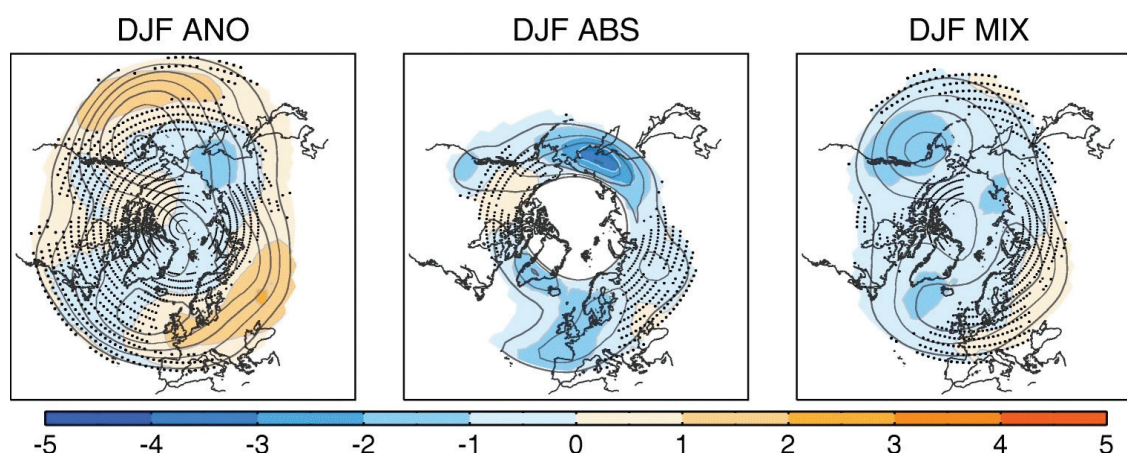 DJF ANO DJF ABS DJF MIX
-5 -4 -3 -2 -1 0 1 2 3 4 5